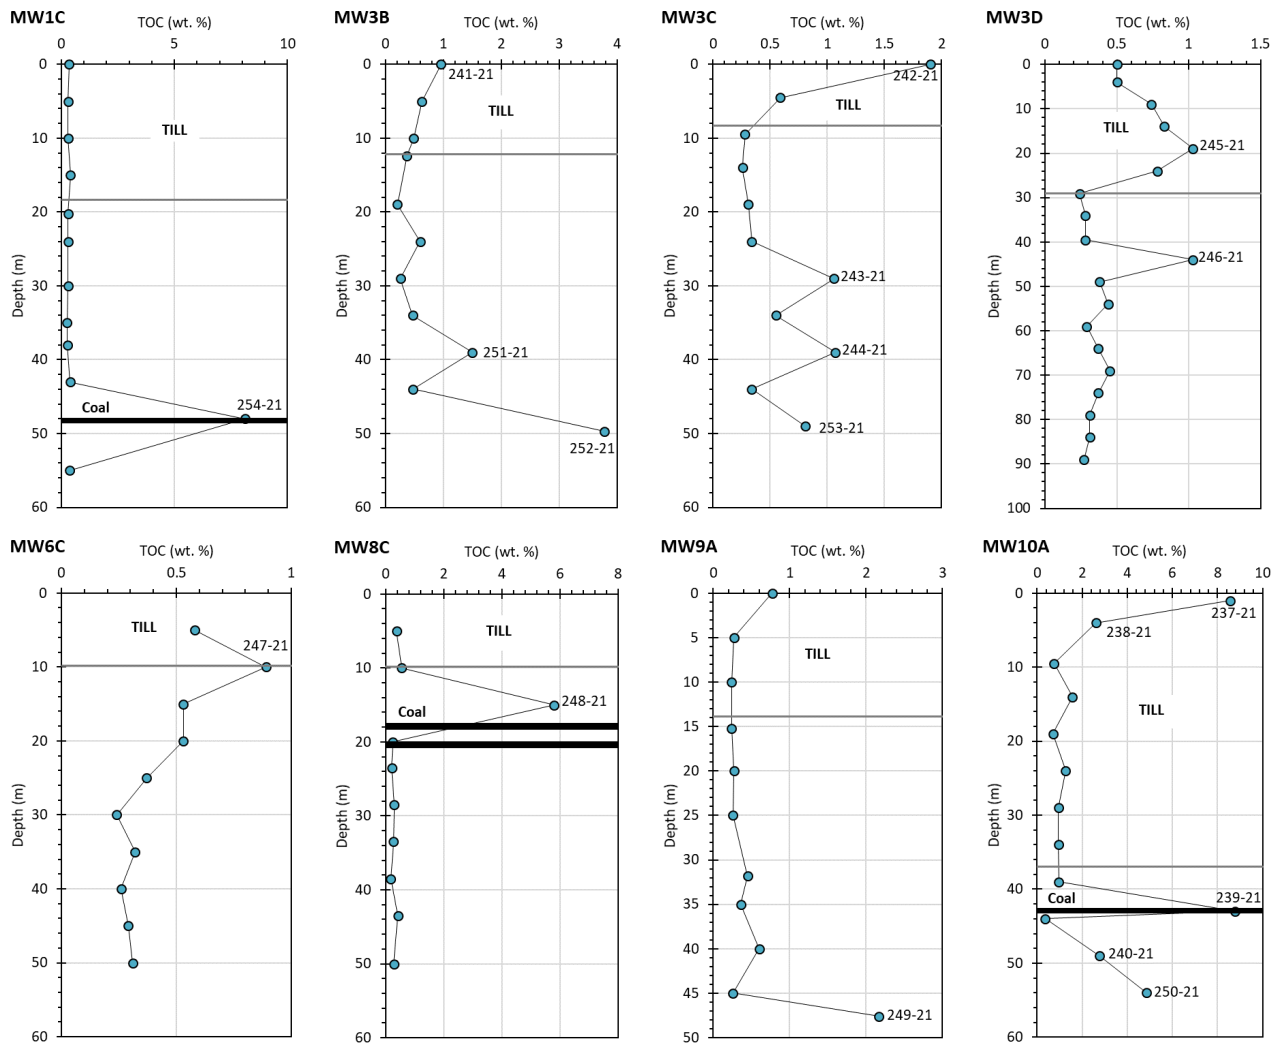 MW1C TOC (wt. %)
0 5 10
0
10
20
30
40
50
60
Depth (m)
TILL
Coal
254-21
MW3B TOC (wt. %)
0 1 2 3 4
0
10
20
30
40
50
60
Depth (m)
241-21
TILL
251-21
252-21
MW3C TOC (wt. %)
0 0.5 1 1.5 2
0
10
20
30
40
50
60
Depth (m)
242-21
TILL
243-21
244-21
253-21
MW3D TOC (wt. %)
0 0.5 1 1.5
0
10
20
30
40
50
60
70
80
90
100
Depth (m)
TILL
245-21
246-21
MW6C TOC (wt. %)
0 0.5 1
0
10
20
30
40
50
60
Depth (m)
TILL
247-21
MW8C TOC (wt. %)
0 2 4 6 8
0
10
20
30
40
50
60
Depth (m)
TILL
248-21
Coal
MW9A TOC (wt. %)
0 1 2 3
0
5
10
15
20
25
30
35
40
45
50
Depth (m)
TILL
249-21
MW10A TOC (wt. %)
0 2 4 6 8 10
0
10
20
30
40
50
60
Depth (m)
237-21
238-21
TILL
239-21
Coal
240-21
250-21